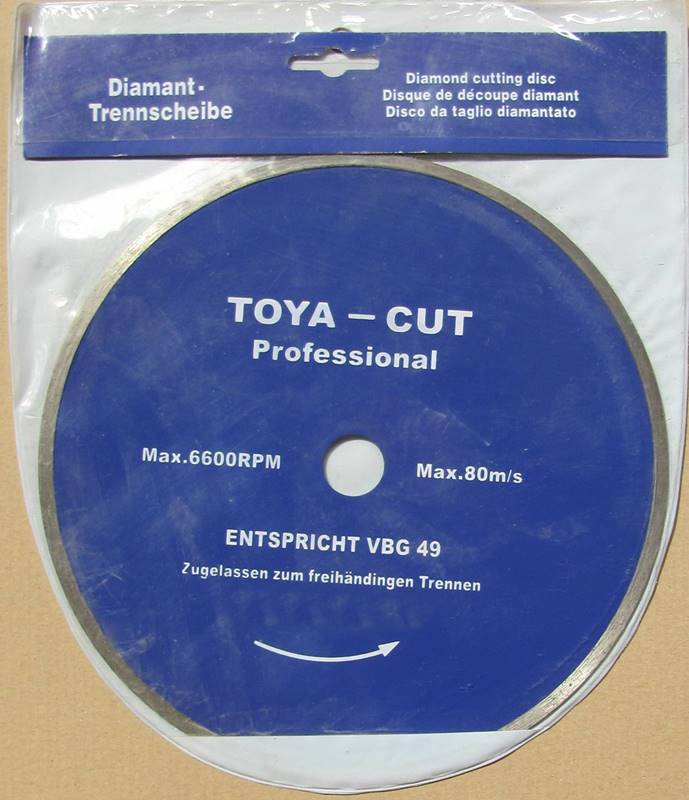 Diamant-
Trennscheibe
Diamond cutting disc
Disque de découpe diamant
Disco da taglio diamantato
TOYA – CUT
Professional
Max.6600RPM
Max.80m/s
ENTSPRICHT VBG 49
Zugelassen zum freihändingen Trennen